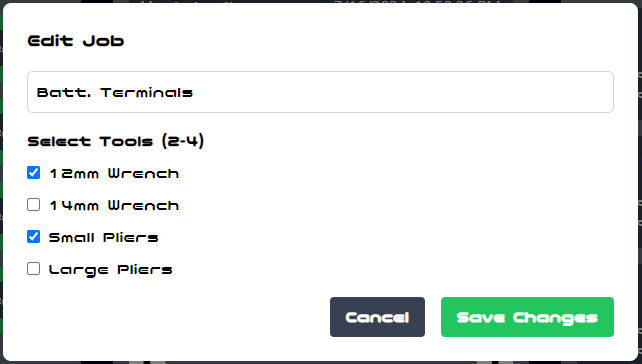 Edit Job
Batt. Terminals
Select Tools (2-4)
12mm Wrench
14mm Wrench
Small Pliers
Large Pliers
Cancel Save Changes